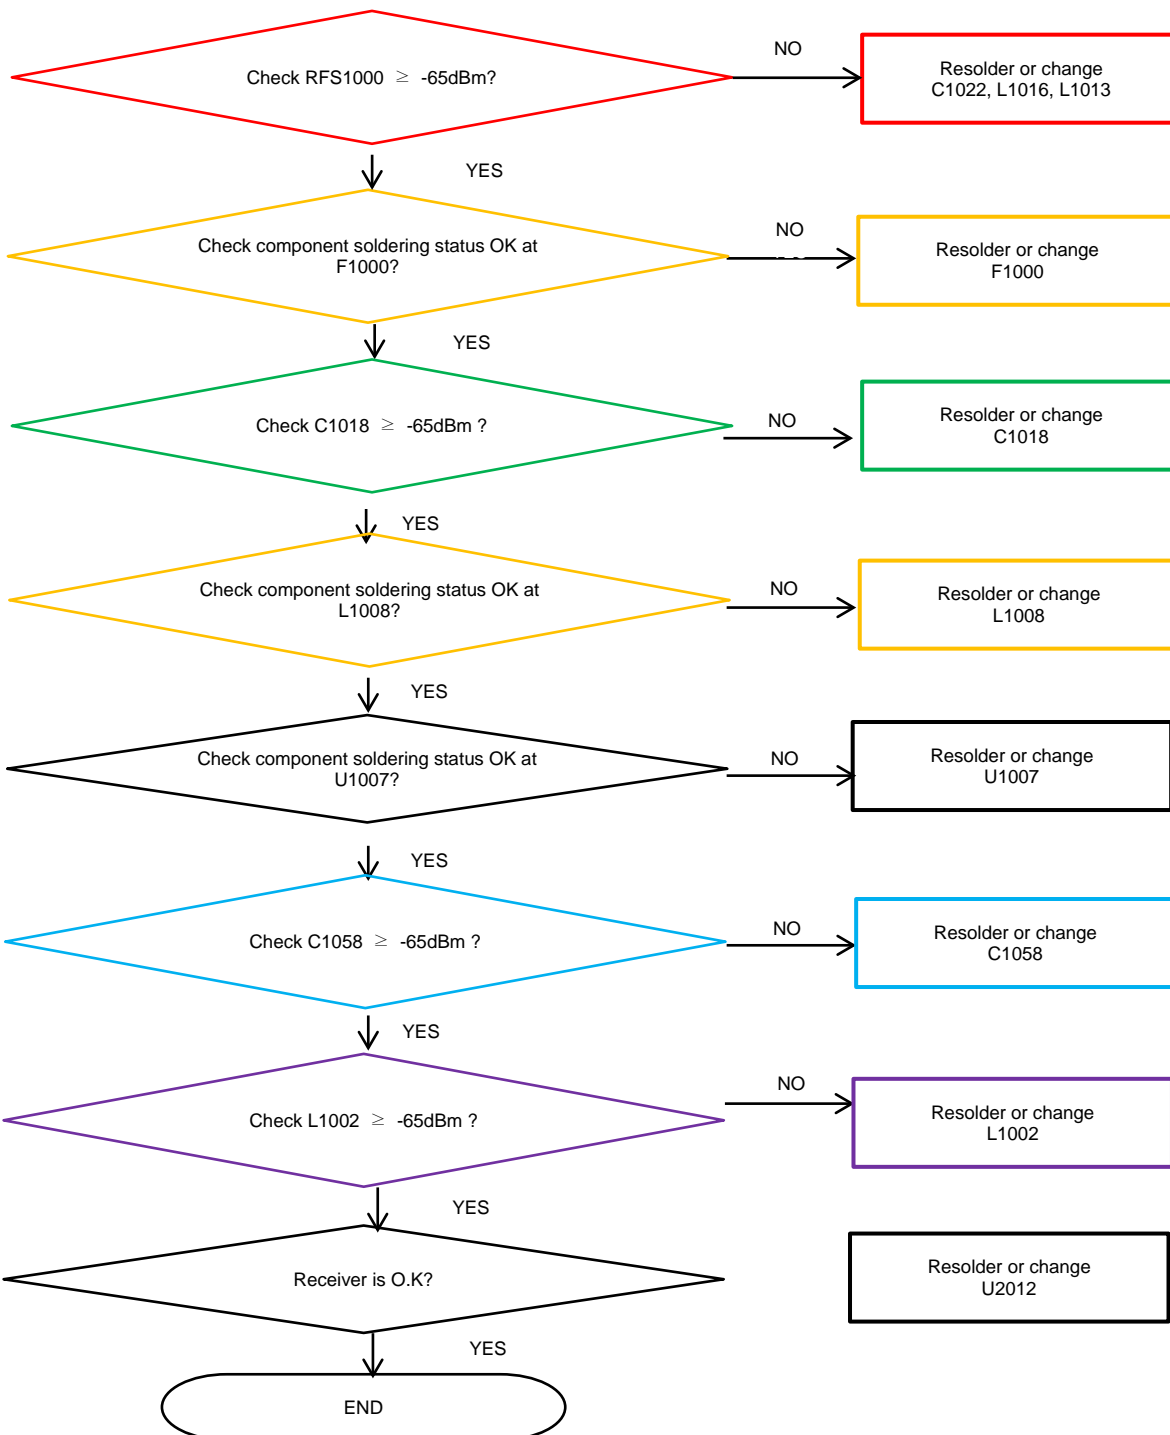 Check RFS1000 ≥ -65dBm?
NO
Resolder or change
C1022, L1016, L1013
YES
Check component soldering status OK at
F1000?
NO
Resolder or change
F1000
YES
Check C1018 ≥ -65dBm ?
NO
Resolder or change
C1018
YES
Check component soldering status OK at
L1008?
NO
Resolder or change
L1008
YES
Check component soldering status OK at
U1007?
NO
Resolder or change
U1007
YES
Check C1058 ≥ -65dBm ?
NO
Resolder or change
C1058
YES
Check L1002 ≥ -65dBm ?
NO
Resolder or change
L1002
YES
Receiver is O.K?
Resolder or change
U2012
YES
END